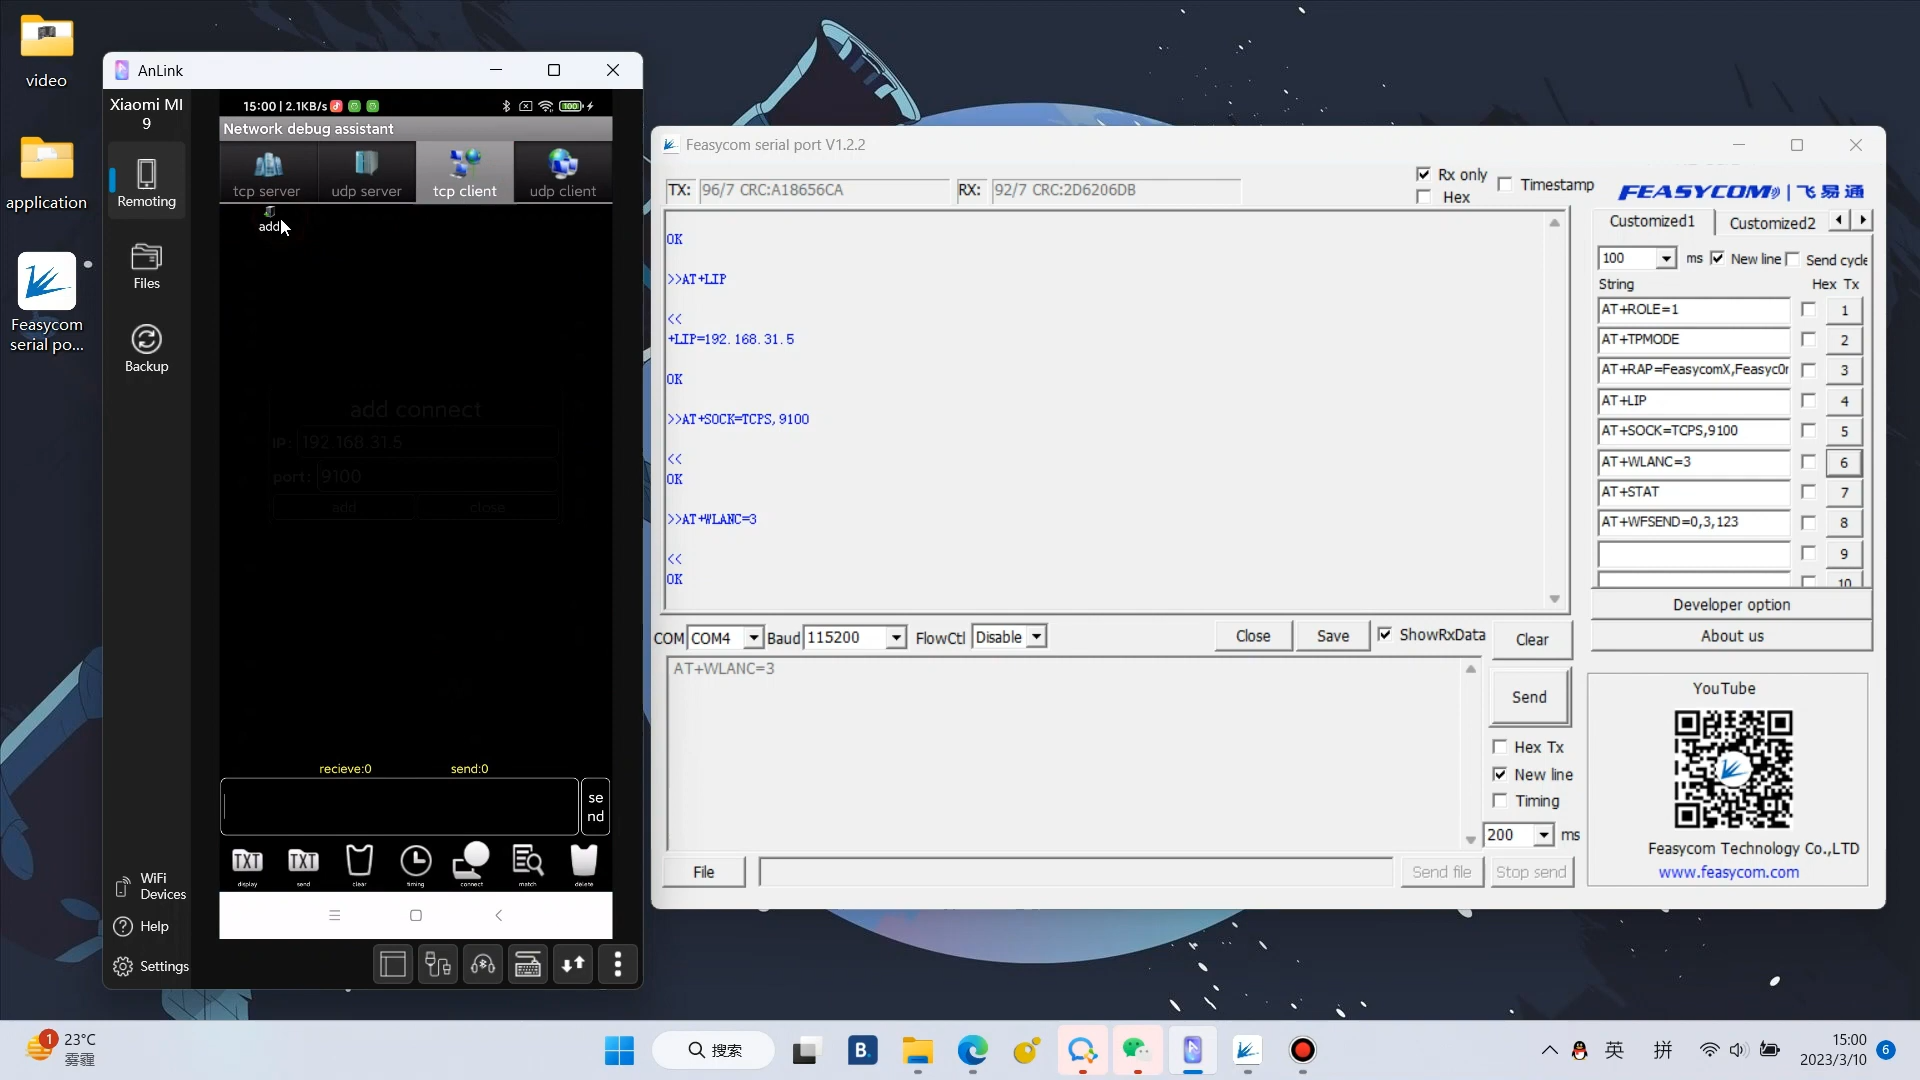 video
application
Feasycom
serial po...
AnLink
Xiaomi MI
9
Remoting
Files
Backup
WiFi
Devices
Help
Settings
15:00 | 2.1KB/s
100
Network debug assistant
tcp server
udp server
tcp client
udp client
add
add connect
IP: 192.168.31.5
port: 9100
add
close
recieve:0
send:0
se
nd
TXT
display
TXT
send
clear
timing
connect
match
delete
Feasycom serial port V1.2.2
TX: 96/7 CRC:A18656CA
RX: 92/7 CRC:2D6206DB
Rx only
Hex
Timestamp
FEASYCOM | 飞易通
OK
>>AT+LIP
<<
+LIP=192.168.31.5
OK
>>AT+SOCK=TCPS,9100
<<
OK
>>AT+WLANC=3
<<
OK
Customized1
Customized2
100 ms New line Send cycle
String Hex Tx
AT+ROLE=1 1
AT+TPMODE 2
AT+RAP=FeasycomX,Feasyc0r 3
AT+LIP 4
AT+SOCK=TCPS,9100 5
AT+WLANC=3 6
AT+STAT 7
AT+WFSEND=0,3,123 8
9
10
Developer option
About us
COM COM4 Baud 115200 FlowCtl Disable Close Save ShowRxData Clear
AT+WLANC=3
Send
Hex Tx
New line
Timing
200 ms
File
Send file
Stop send
YouTube
Feasycom Technology Co.,LTD
www.feasycom.com
1
23°C
雾霾
搜索
B.
英
拼
15:00
2023/3/10
6